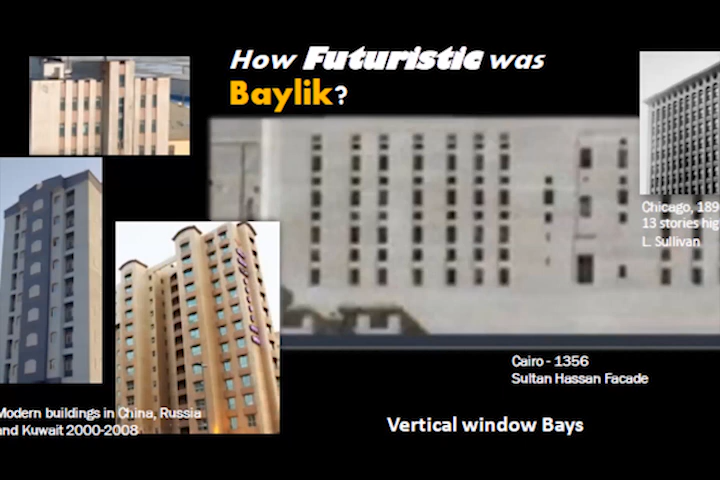 How Futuristic was
Baylik?
Chicago, 189
13 stories hig
L. Sullivan
Cairo - 1356
Sultan Hassan Facade
Modern buildings in China, Russia
and Kuwait 2000-2008
Vertical window Bays